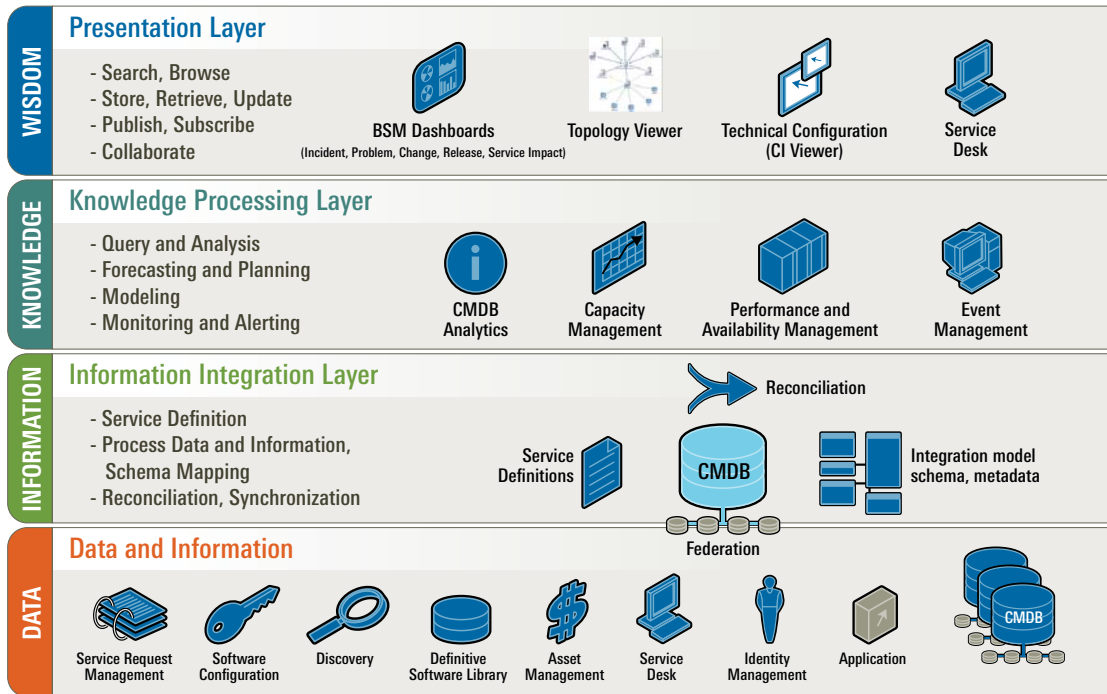 WISDOM
Presentation Layer
- Search, Browse
- Store, Retrieve, Update
- Publish, Subscribe
- Collaborate
BSM Dashboards
(Incident, Problem, Change, Release, Service Impact)
Topology Viewer
Technical Configuration
(CI Viewer)
Service
Desk
KNOWLEDGE
Knowledge Processing Layer
- Query and Analysis
- Forecasting and Planning
- Modeling
- Monitoring and Alerting
CMDB
Analytics
Capacity
Management
Performance and
Availability Management
Event
Management
INFORMATION
Information Integration Layer
- Service Definition
- Process Data and Information,
Schema Mapping
- Reconciliation, Synchronization
Reconciliation
Service
Definitions
CMDB
Integration model
schema, metadata
Federation
DATA
Data and Information
Service Request
Management
Software
Configuration
Discovery
Definitive
Software Library
Asset
Management
Service
Desk
Identity
Management
Application
CMDB